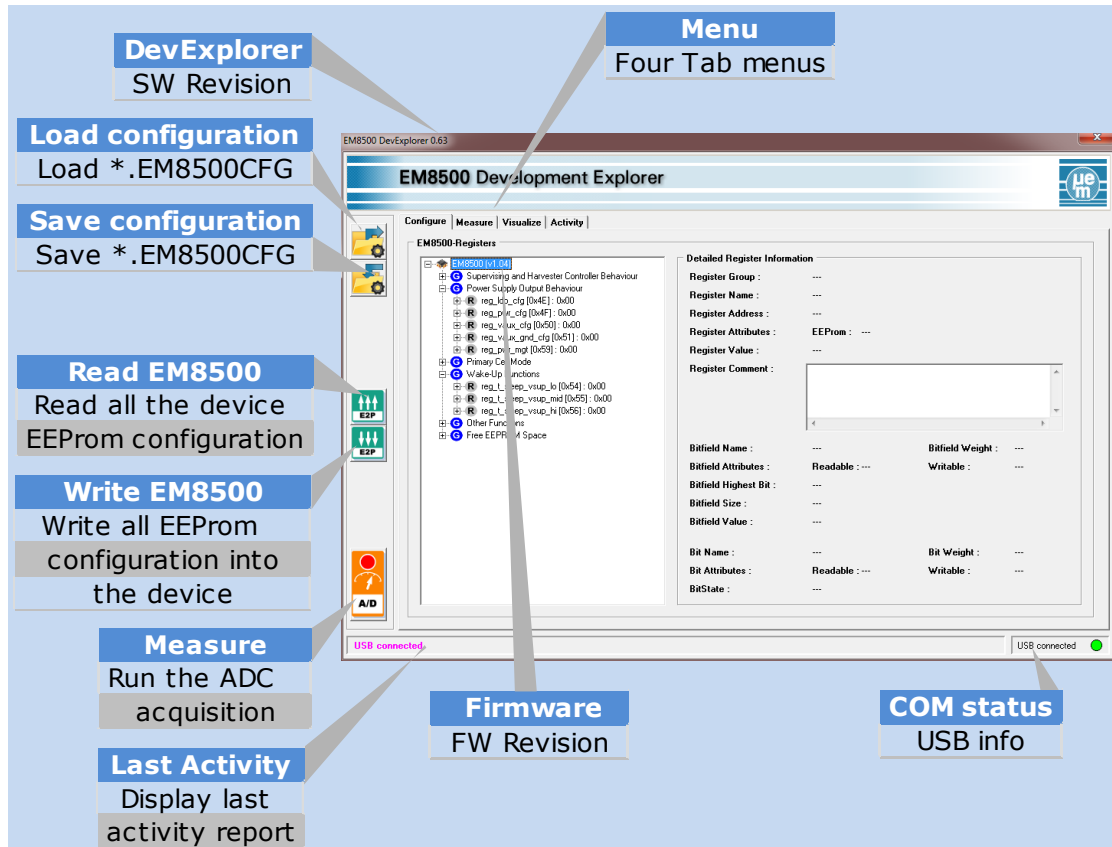 Menu
Four Tab menus
DevExplorer
SW Revision
Load configuration
Load *.EM8500CFG
Save configuration
Save *.EM8500CFG
Read EM8500
Read all the device
EEProm configuration
Write EM8500
Write all EEProm
configuration into
the device
Measure
Run the ADC
acquisition
Last Activity
Display last
activity report
Firmware
FW Revision
COM status
USB info
EM8500 DevExplorer 0.63
EM8500 Development Explorer
μem
Configure Measure Visualize Activity
EM8500-Registers
EM8500 [v1.04]
G Supervising and Harvester Controller Behaviour
G Power Supply Output Behaviour
R reg_ldo_cfg [0x4E] : 0x00
R reg_pwr_cfg [0x4F] : 0x00
R reg_vaux_cfg [0x50] : 0x00
R reg_vaux_gnd_cfg [0x51] : 0x00
R reg_pwr_mgt [0x59] : 0x00
G Primary Cell Mode
G Wake-Up Functions
R reg_t_sleep_vsup_lo [0x54] : 0x00
R reg_t_sleep_vsup_mid [0x55] : 0x00
R reg_t_sleep_vsup_hi [0x56] : 0x00
G Other Functions
G Free EEPROM Space
Detailed Register Information
Register Group : ---
Register Name : ---
Register Address : ---
Register Attributes : EEProm : ---
Register Value : ---
Register Comment :
Bitfield Name : --- Bitfield Weight : ---
Bitfield Attributes : Readable : --- Writable : ---
Bitfield Highest Bit : ---
Bitfield Size : ---
Bitfield Value : ---
Bit Name : --- Bit Weight : ---
Bit Attributes : Readable : --- Writable : ---
BitState : ---
E2P
E2P
A/D
USB connected
USB connected